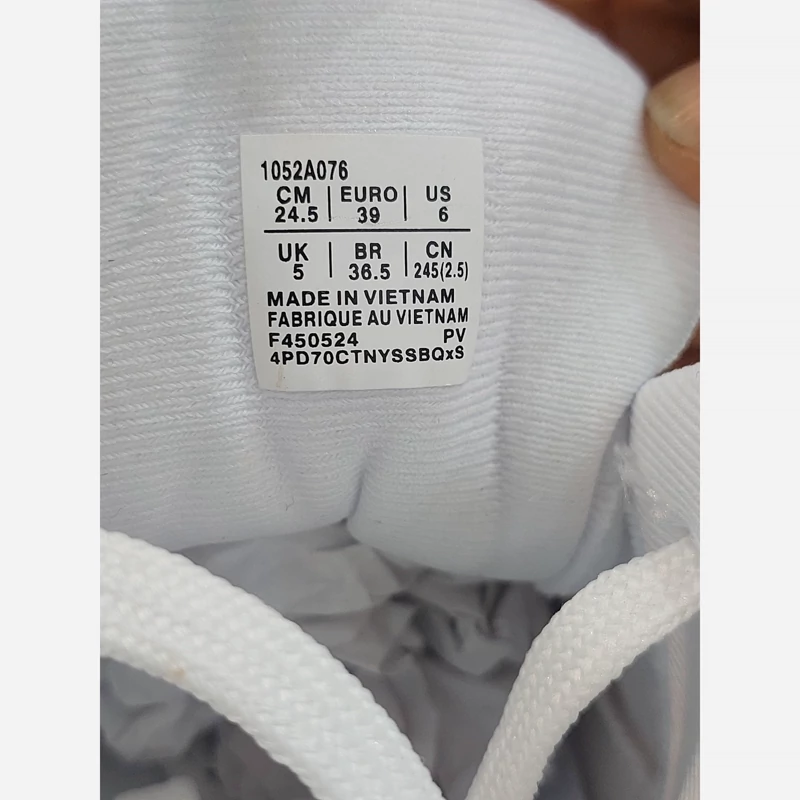 1052A076
CM | EURO | US
24.5 | 39 | 6
UK | BR | CN
5 | 36.5 | 245(2.5)
MADE IN VIETNAM
FABRIQUE AU VIETNAM
F450524 PV
4PD70CTNYSSBQxS